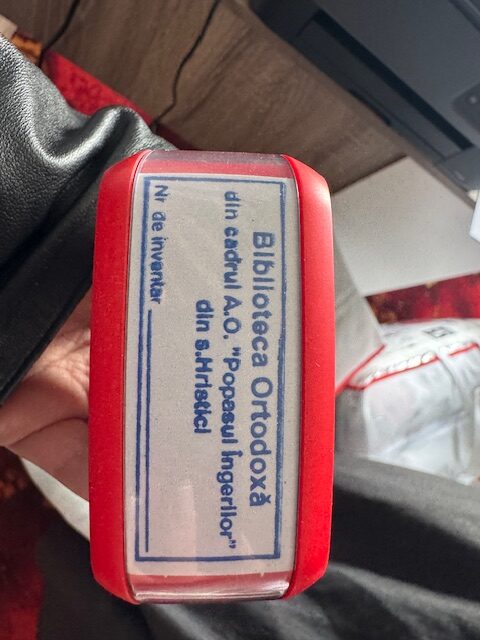 Biblioteca Ortodoxă
din cadrul A.O. "Popasul Îngerilor"
din s.Hristici
Nr de inventar